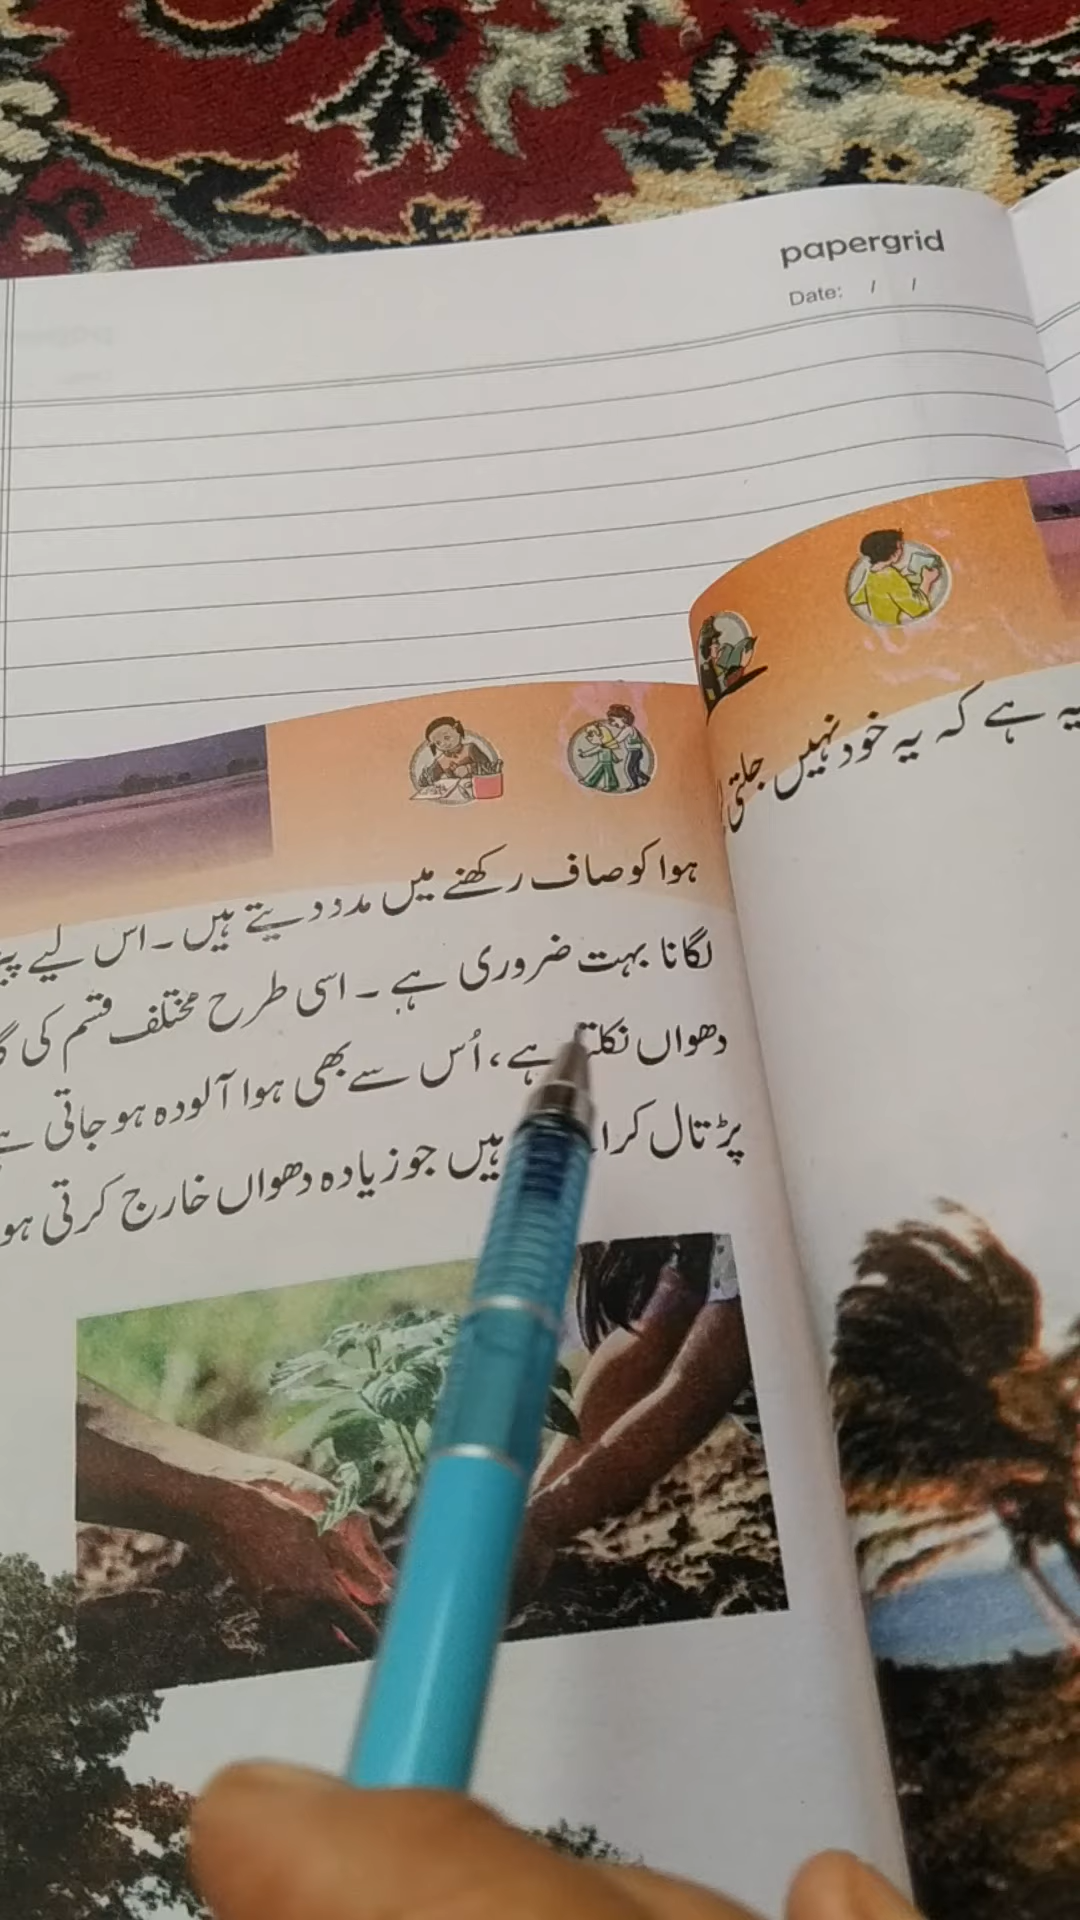 papergrid
Date: / /
یہ ہے کہ یہ خود نہیں جلتی
ہوا کو صاف رکھنے میں مدد دیتے ہیں۔ اس لیے
لگانا بہت ضروری ہے۔ اسی طرح مختلف قسم کی
دھواں نکلتا ہے، اُس سے بھی ہوا آلودہ ہو جاتی
پڑتال ہیں جو زیادہ دھواں خارج کرتی